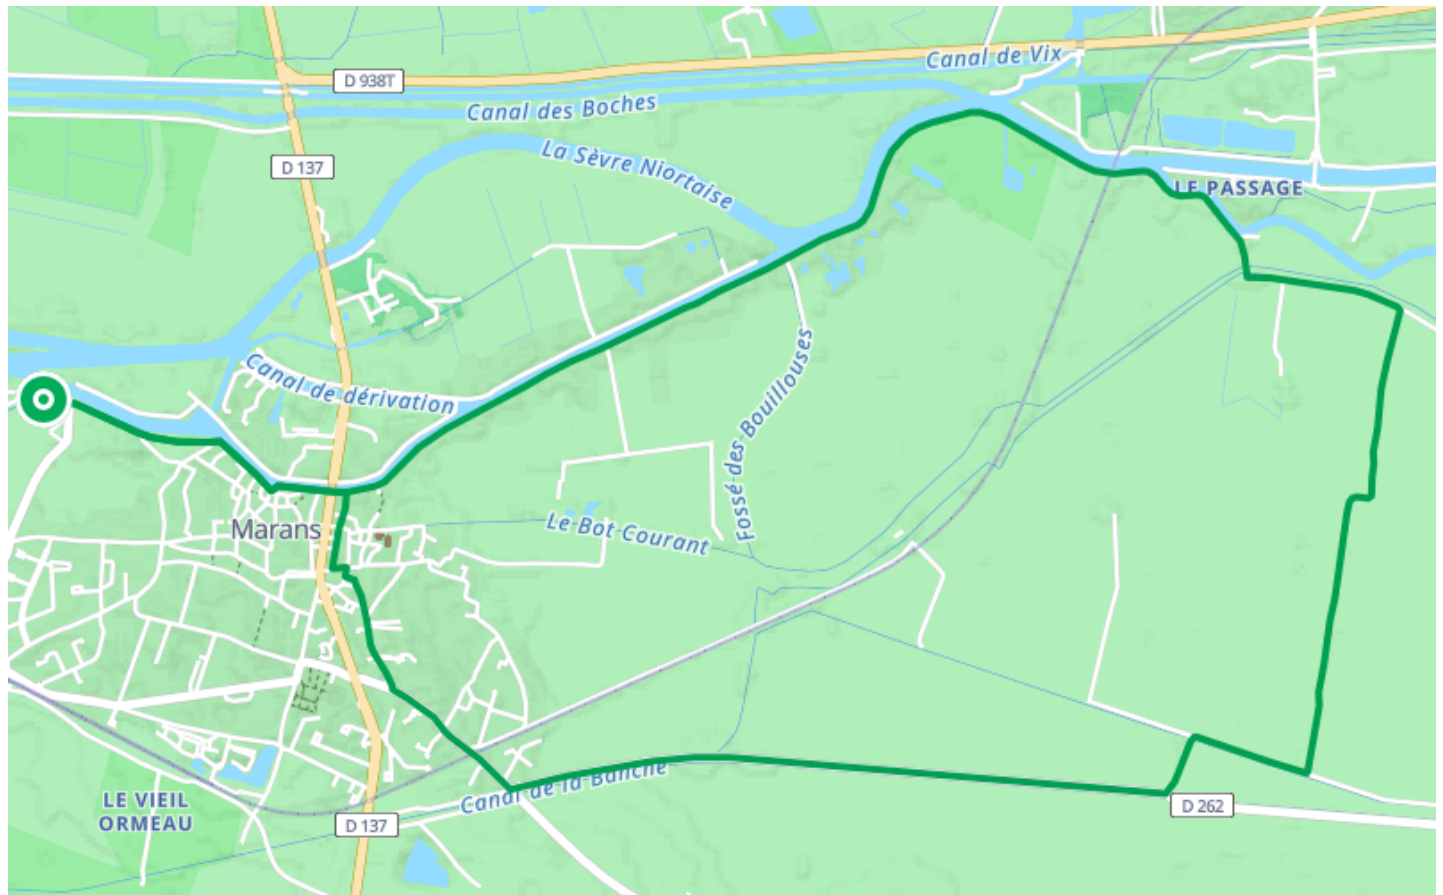 Canal de Vix
D 938T
Canal des Boches
La Sèvre Niortaise
D 137
LE PASSAGE
Canal de dérivation
Fossé des Bouillouses
Marans
Le Bot Courant
Canal de la Banche
LE VIEIL
ORMEAU
D 137
D 262